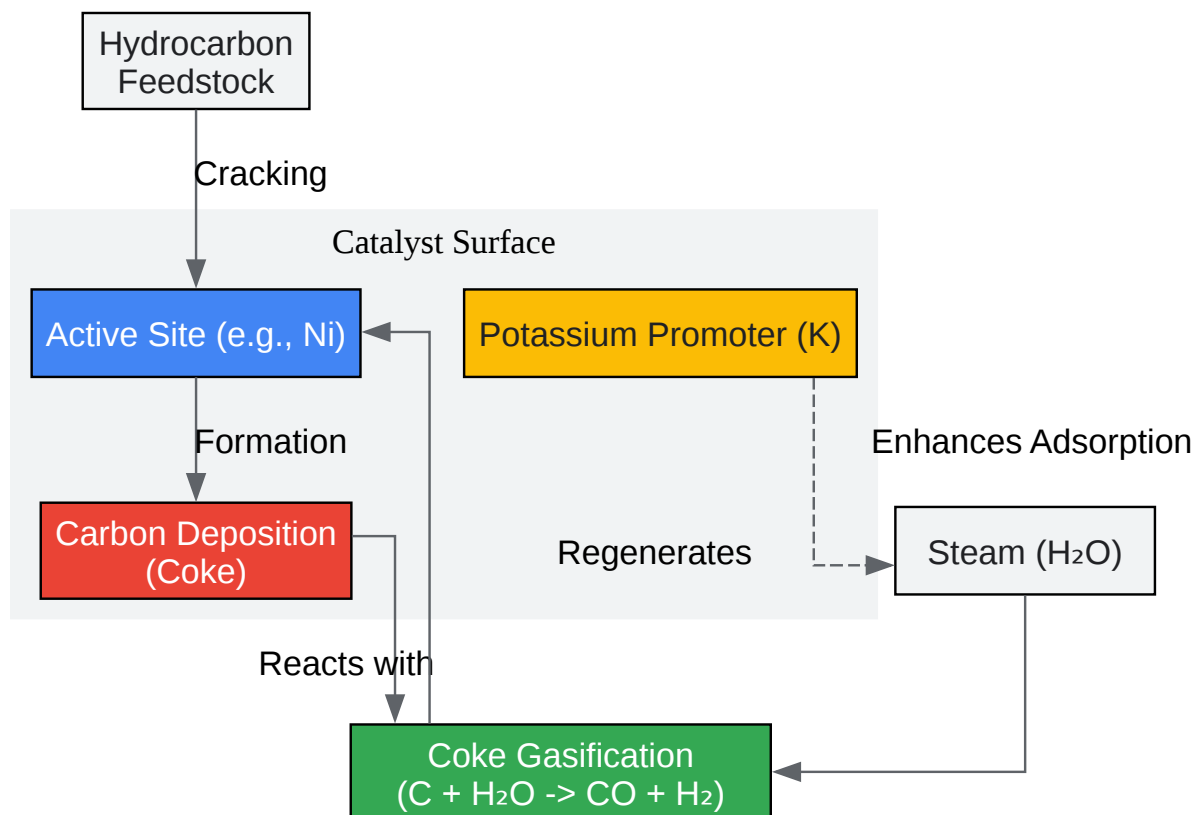 Hydrocarbon
Feedstock
Cracking
Catalyst Surface
Active Site (e.g., Ni)
Potassium Promoter (K)
Formation
Enhances Adsorption
Carbon Deposition
(Coke)
Regenerates
Steam (H₂O)
Reacts with
Coke Gasification
(C + H₂O -> CO + H₂)